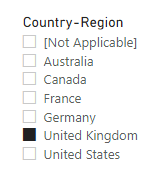 Country-Region
[Not Applicable]
Australia
Canada
France
Germany
United Kingdom
United States